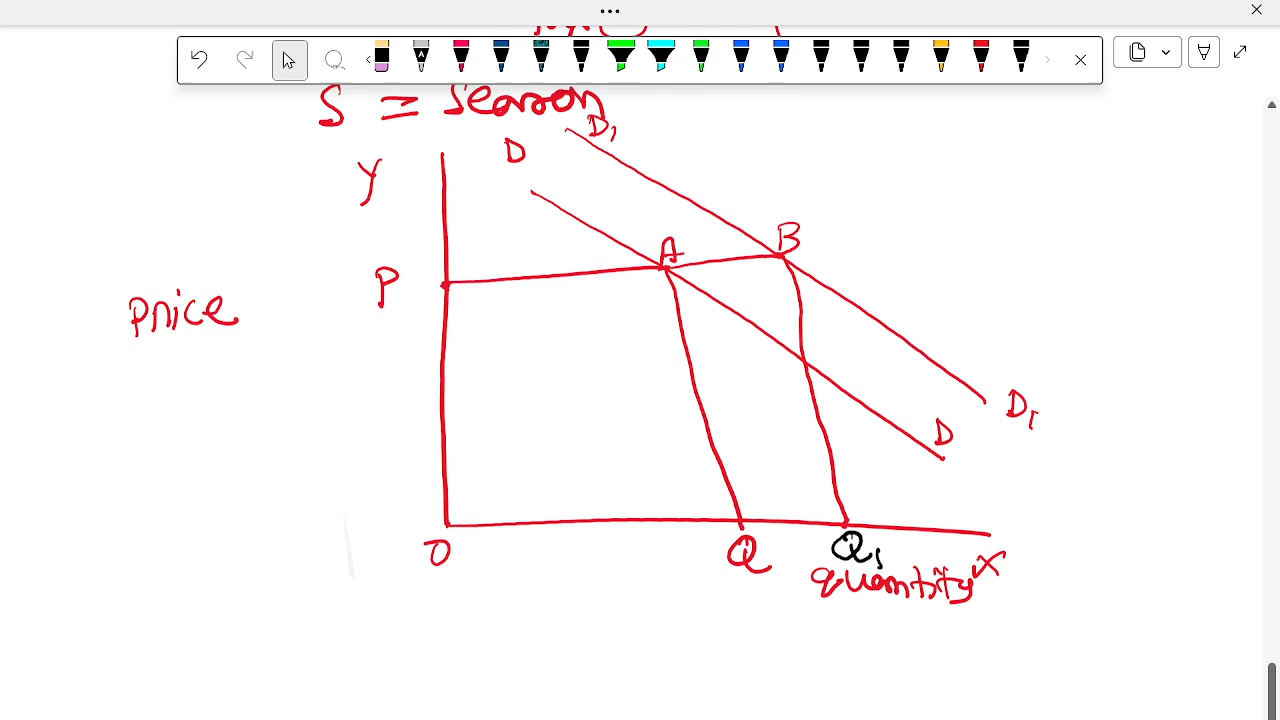 S = Season
D₁
D
Y
B
A
P
Price
D₁
D
O
Q
Q₁
quantity X